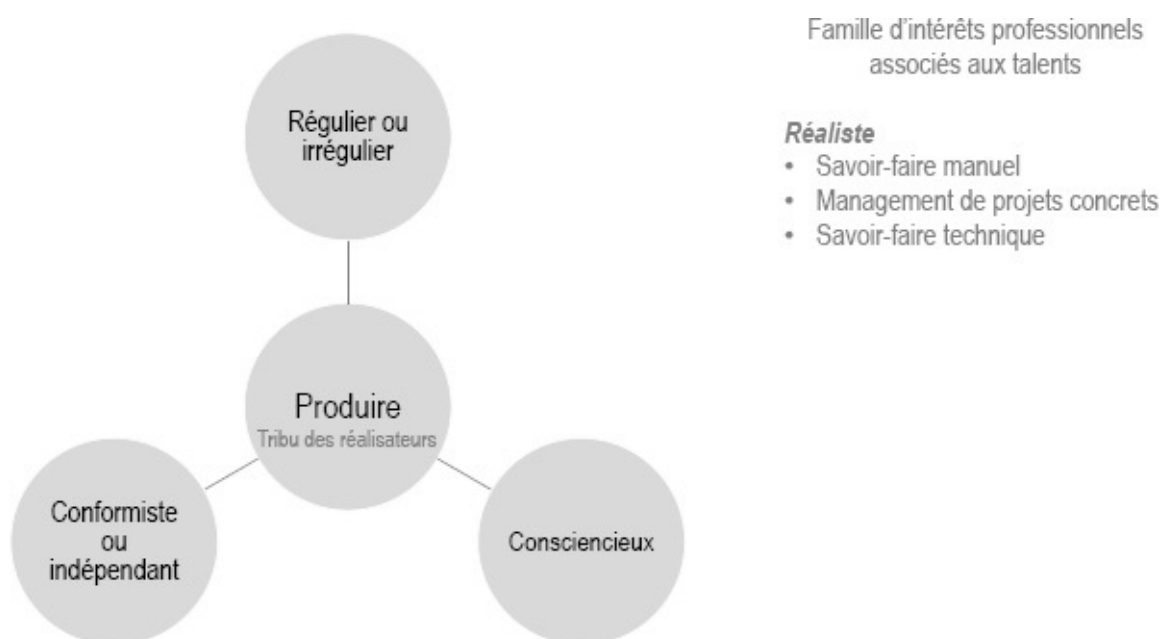 Famille d'intérêts professionnels
associés aux talents
Régulier ou
irrégulier
Réaliste
• Savoir-faire manuel
• Management de projets concrets
• Savoir-faire technique
Produire
Tribu des réalisateurs
Conformiste
ou
indépendant
Consciencieux